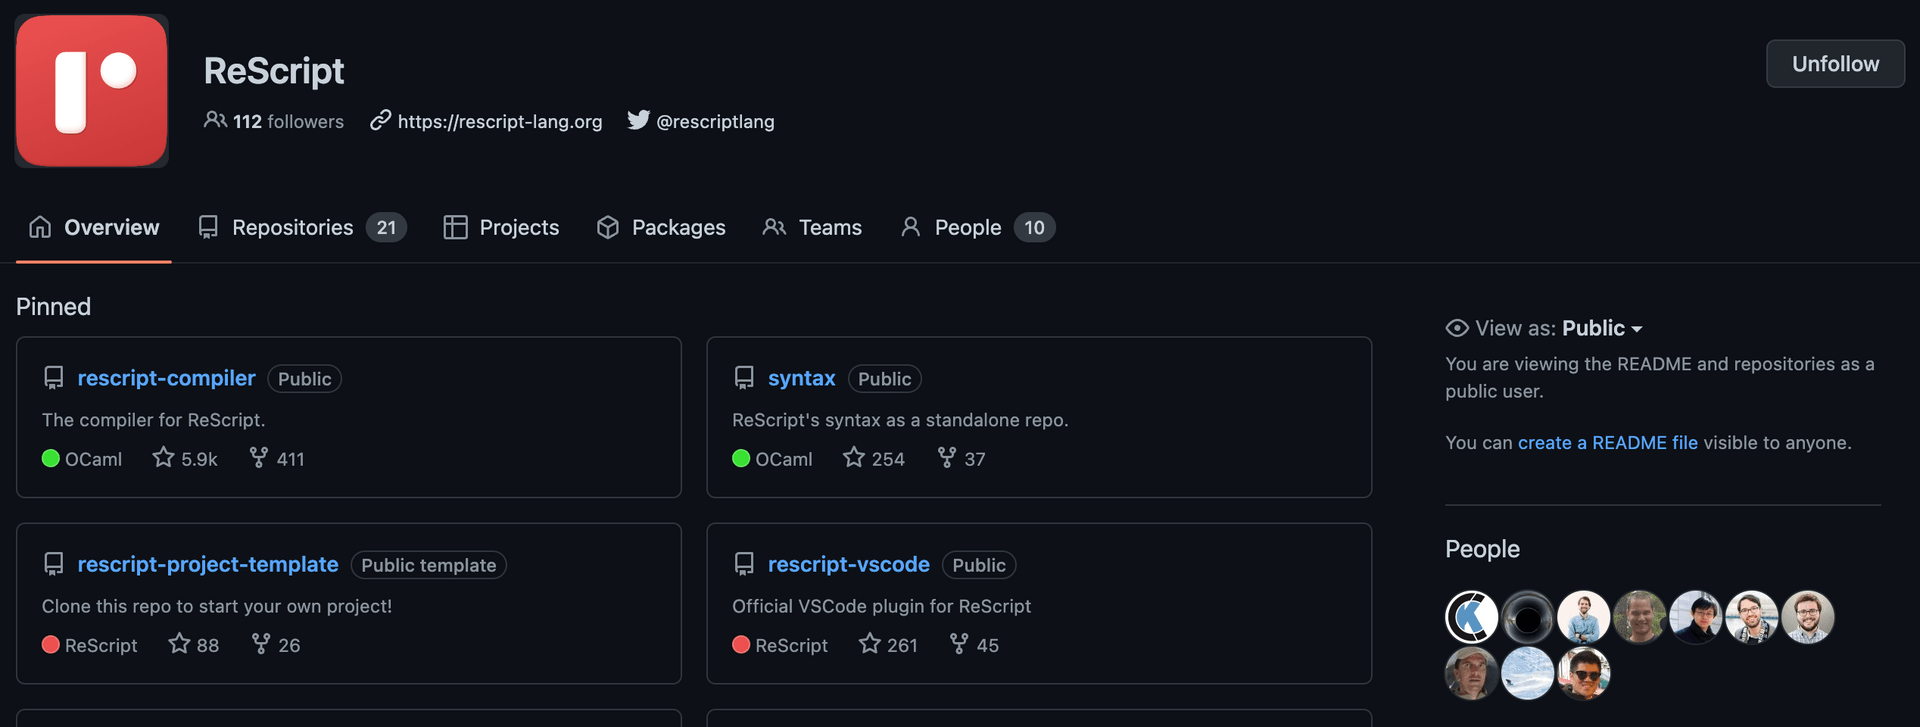 ReScript
112 followers https://rescript-lang.org @rescriptlang
Unfollow
Overview Repositories 21 Projects Packages Teams People 10
Pinned
rescript-compiler Public
The compiler for ReScript.
OCaml 5.9k 411
syntax Public
ReScript's syntax as a standalone repo.
OCaml 254 37
rescript-project-template Public template
Clone this repo to start your own project!
ReScript 88 26
rescript-vscode Public
Official VSCode plugin for ReScript
ReScript 261 45
View as: Public
You are viewing the README and repositories as a
public user.
You can create a README file visible to anyone.
People